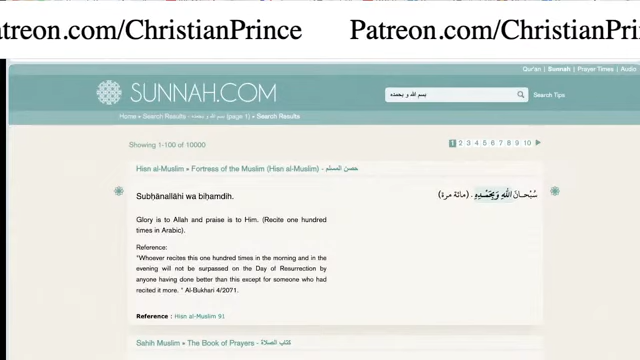 atreon.com/ChristianPrince Patreon.com/ChristianPrin
Qur'an | Sunnah | Prayer Times | Audio
SUNNAH.COM
بسم الله و بحمده
Search Tips
Home » Search Results - بسم الله و بحمده (page 1) » Search Results
Showing 1-100 of 10000
1 2 3 4 5 6 7 8 9 10
Hisn al-Muslim » Fortress of the Muslim (Hisn al-Muslim) - حصن المسلم
Subḥānallāhi wa biḥamdih.
سُبْحـانَ اللهِ وَبِحَمْـدِهِ . (مائة مرة)
Glory is to Allah and praise is to Him. (Recite one hundred
times in Arabic).
Reference:
"Whoever recites this one hundred times in the morning and in the
evening will not be surpassed on the Day of Resurrection by
anyone having done better than this except for someone who had
recited it more. " Al-Bukhari 4/2071.
Reference : Hisn al-Muslim 91
Sahih Muslim » The Book of Prayers - كتاب الصلاة